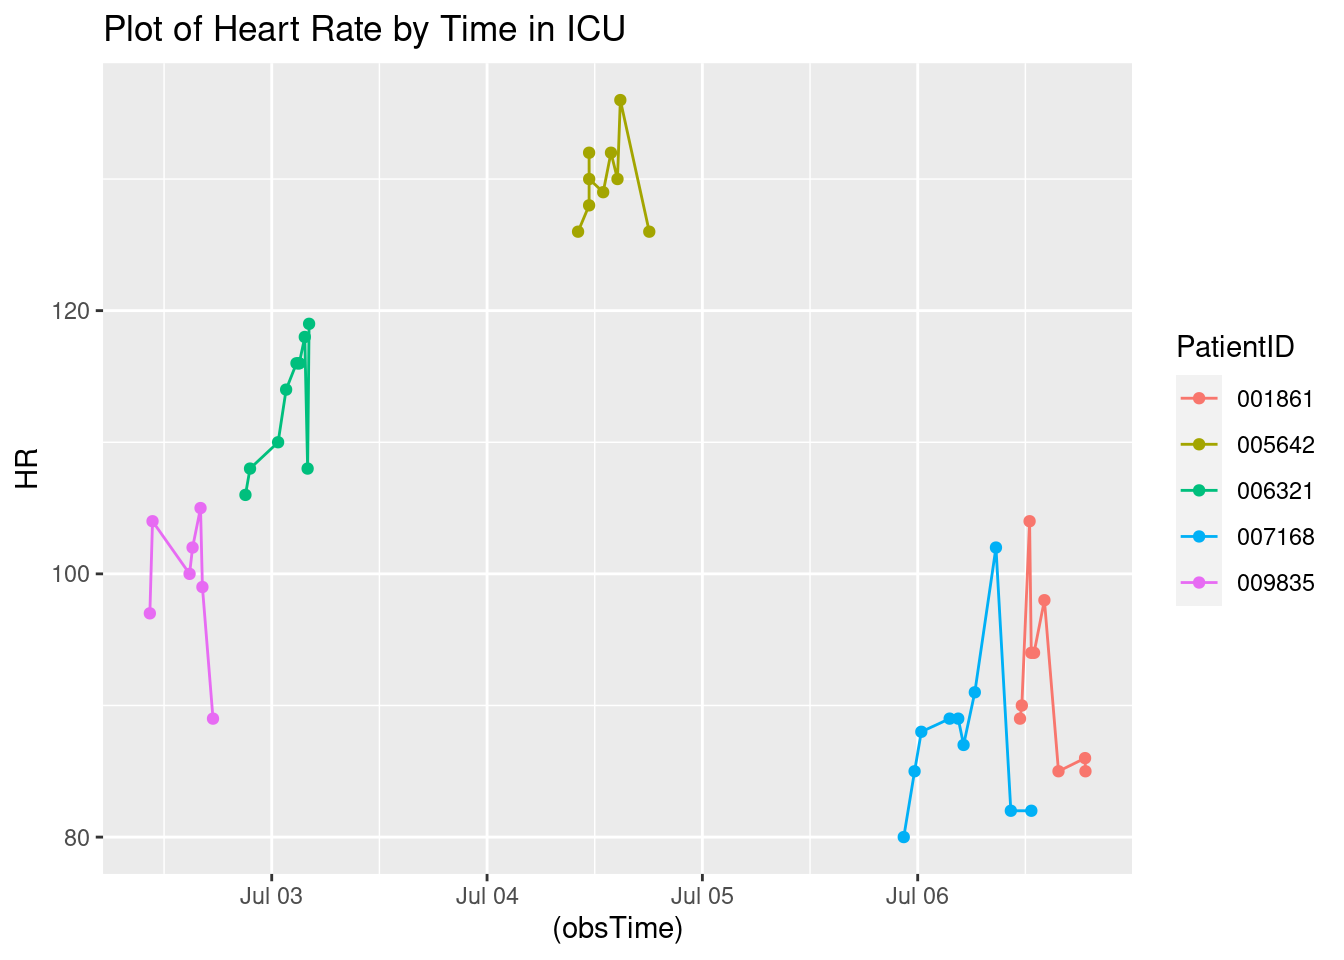 Plot of Heart Rate by Time in ICU
HR
120
100
80
Jul 03
Jul 04
Jul 05
Jul 06
(obsTime)
PatientID
001861
005642
006321
007168
009835